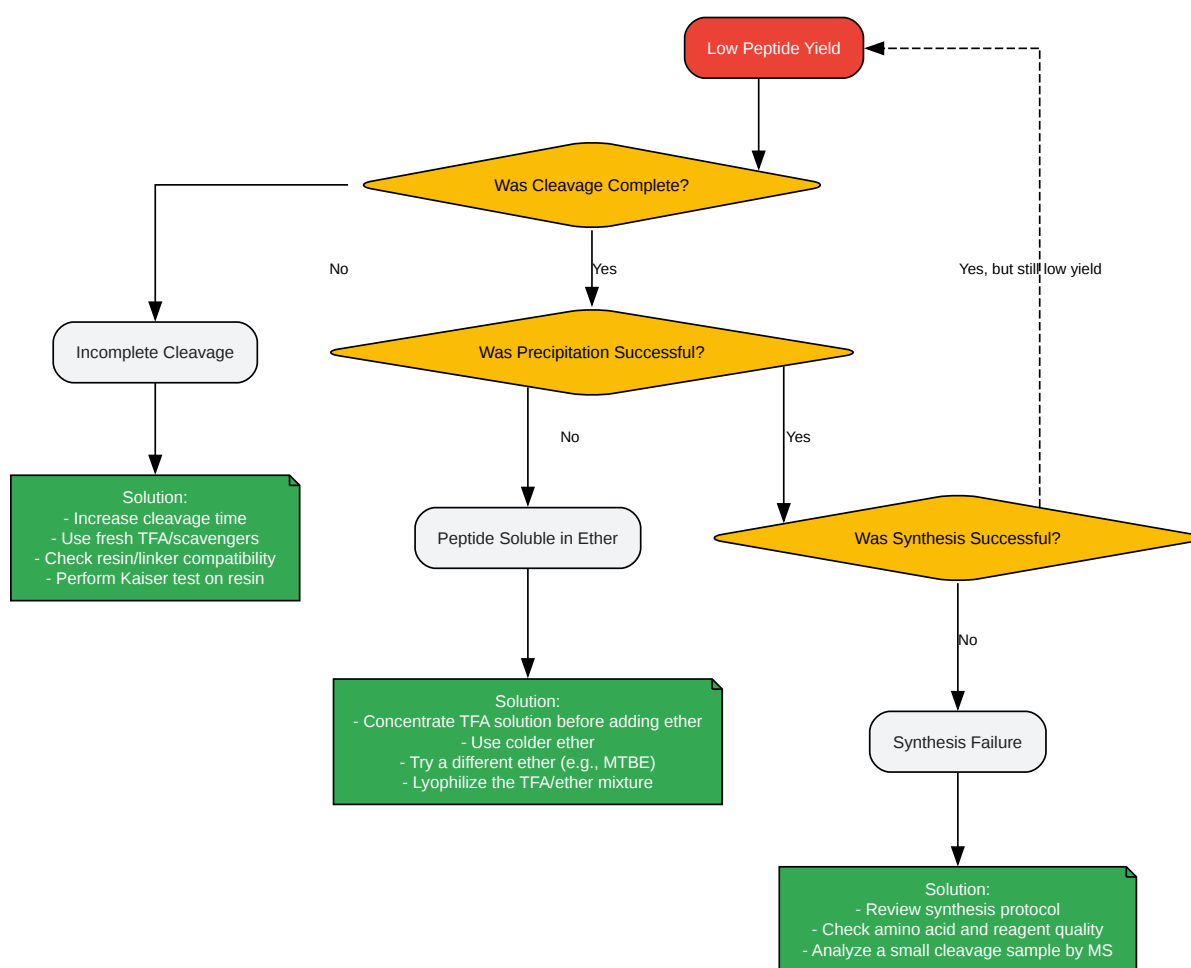 Low Peptide Yield
Was Cleavage Complete?
No
Yes
Yes, but still low yield
Incomplete Cleavage
Was Precipitation Successful?
No
Yes
Solution:
- Increase cleavage time
- Use fresh TFA/scavengers
- Check resin/linker compatibility
- Perform Kaiser test on resin
Peptide Soluble in Ether
Was Synthesis Successful?
No
Solution:
- Concentrate TFA solution before adding ether
- Use colder ether
- Try a different ether (e.g., MTBE)
- Lyophilize the TFA/ether mixture
Synthesis Failure
Solution:
- Review synthesis protocol
- Check amino acid and reagent quality
- Analyze a small cleavage sample by MS